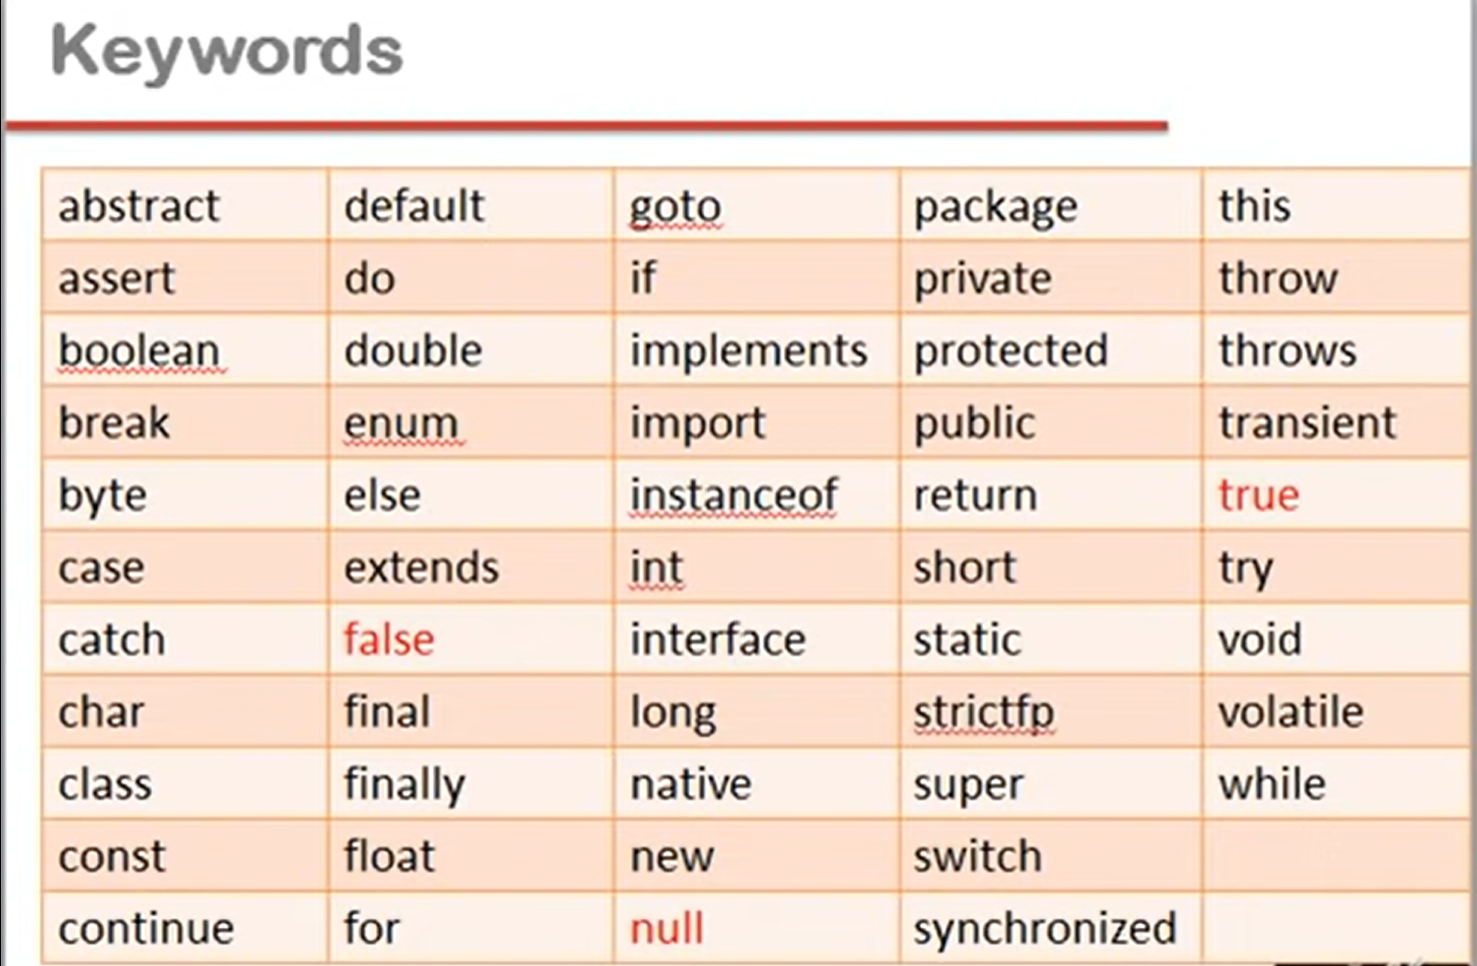 Keywords
abstract default goto package this
assert do if private throw
boolean double implements protected throws
break enum import public transient
byte else instanceof return true
case extends int short try
catch false interface static void
char final long strictfp volatile
class finally native super while
const float new switch
continue for null synchronized